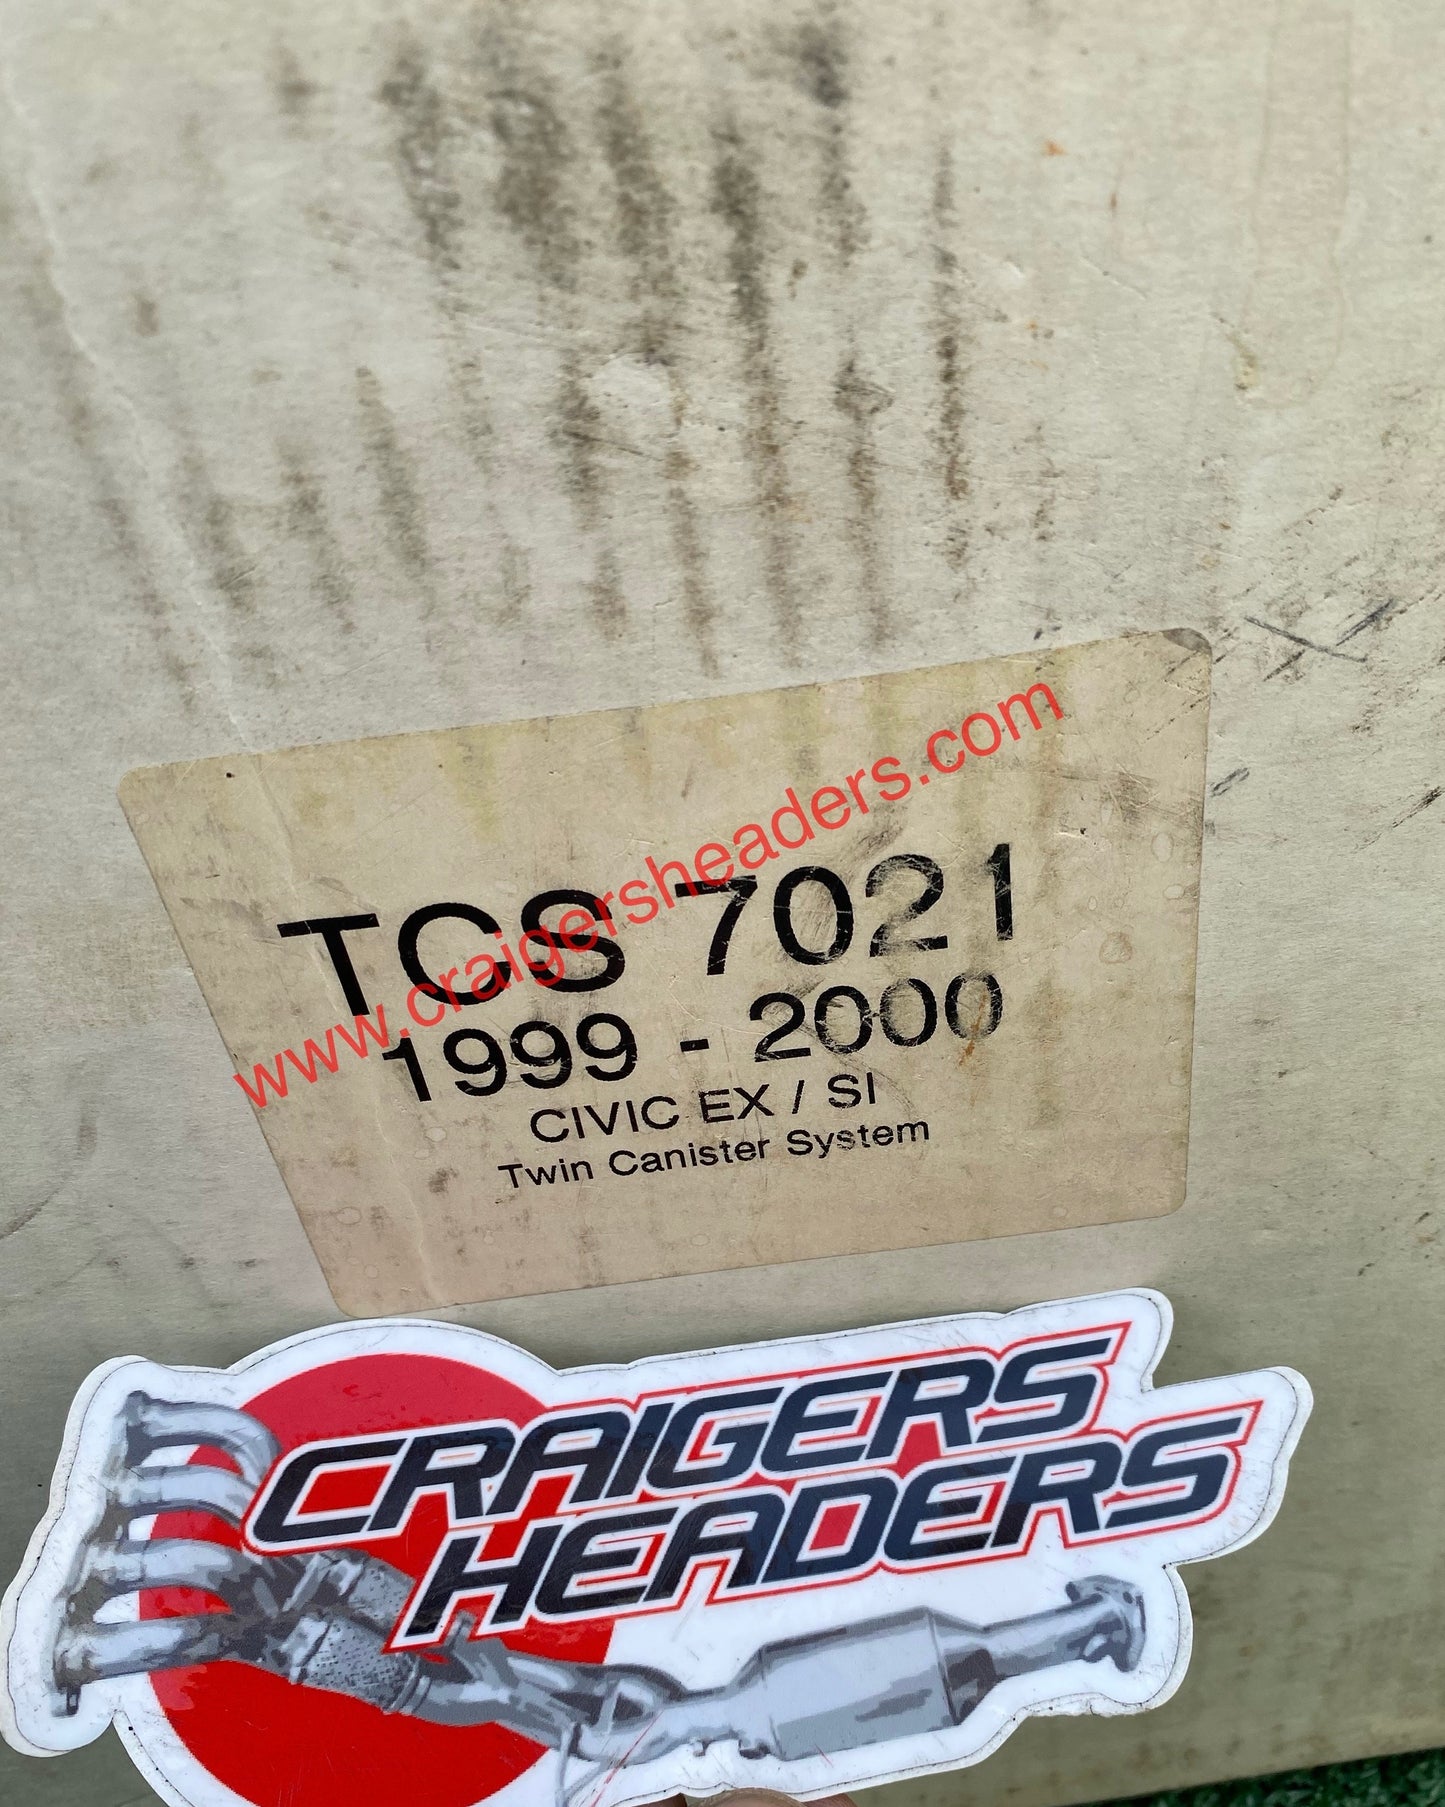 www.craigersheaders.com
TCS 7021
1999 - 2000
CIVIC EX / SI
Twin Canister System
CRAIGERS
HEADERS